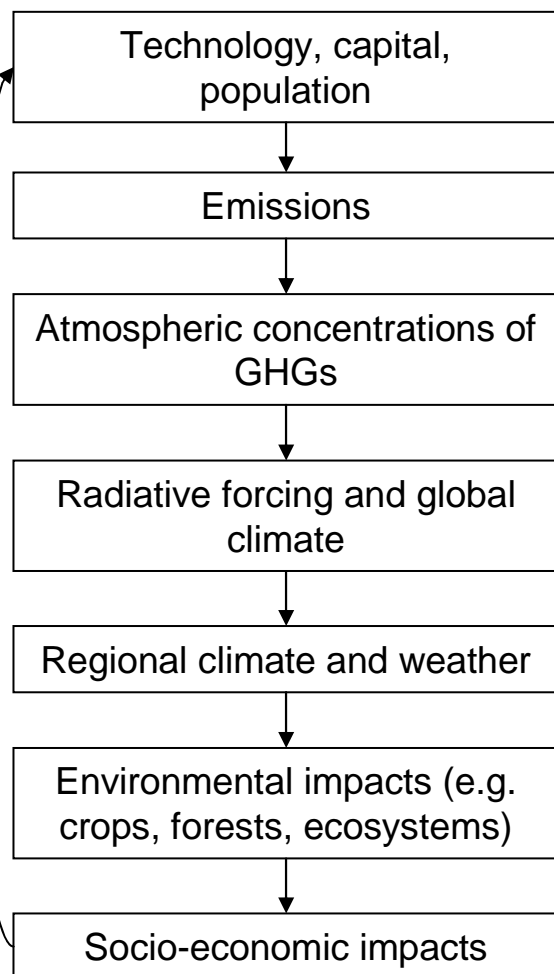 Technology, capital,
population
Emissions
Atmospheric concentrations of
GHGs
Radiative forcing and global
climate
Regional climate and weather
Environmental impacts (e.g.
crops, forests, ecosystems)
Socio-economic impacts